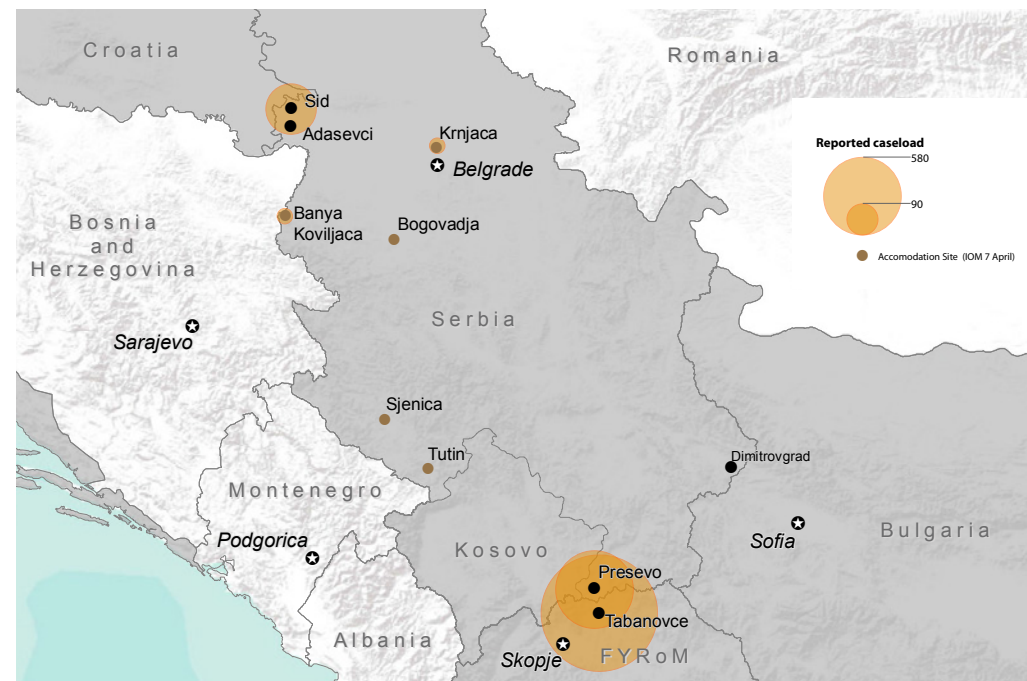 Croatia
Romania
Sid
Adasevci
Krnjaca
Belgrade
Reported caseload
580
90
Accomodation Site (IOM 7 April)
Banya
Koviljaca
Bogovadja
Bosnia
and
Herzegovina
Serbia
Sarajevo
Sjenica
Tutin
Dimitrovgrad
Montenegro
Podgorica
Kosovo
Sofia
Bulgaria
Presevo
Tabanovce
Albania
Skopje
FYRoM